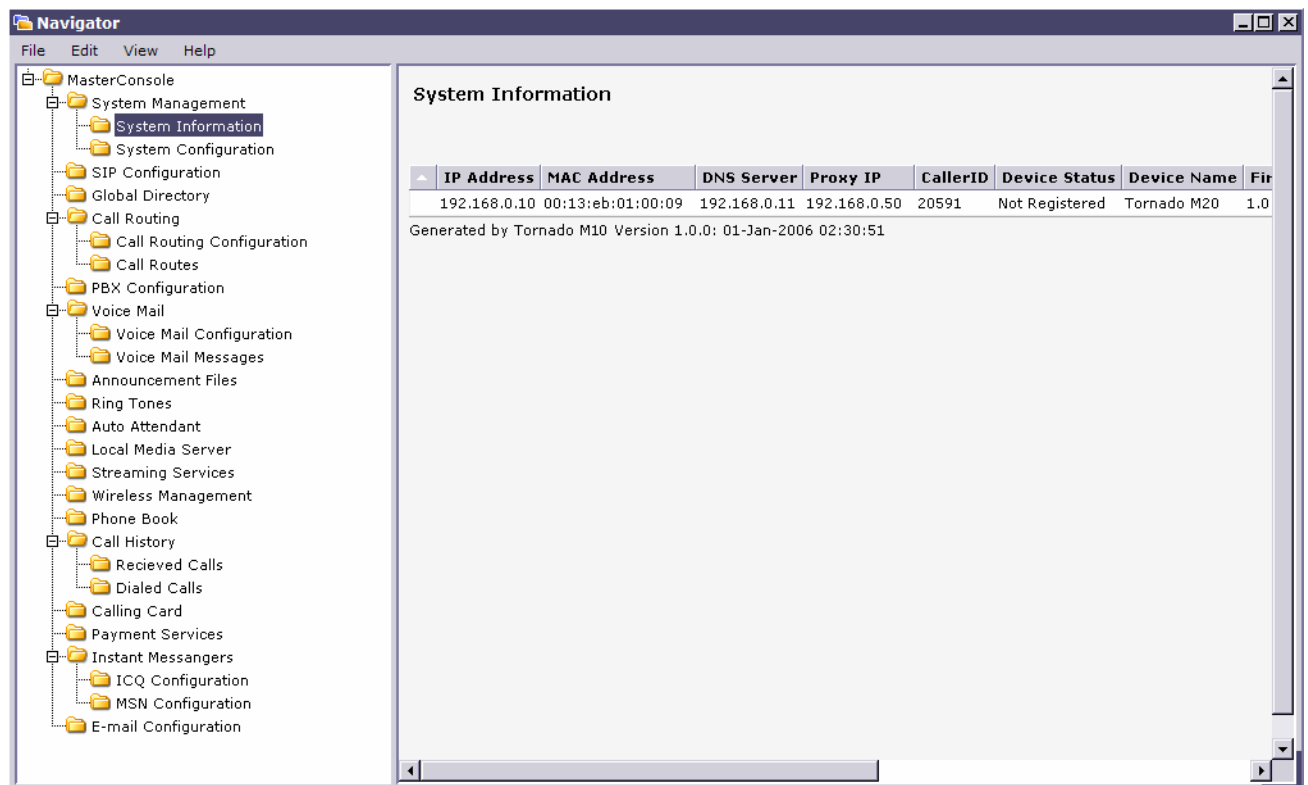 Navigator
File Edit View Help
MasterConsole
System Management
System Information
System Configuration
SIP Configuration
Global Directory
Call Routing
Call Routing Configuration
Call Routes
PBX Configuration
Voice Mail
Voice Mail Configuration
Voice Mail Messages
Announcement Files
Ring Tones
Auto Attendant
Local Media Server
Streaming Services
Wireless Management
Phone Book
Call History
Recieved Calls
Dialed Calls
Calling Card
Payment Services
Instant Messangers
ICQ Configuration
MSN Configuration
E-mail Configuration
System Information
IP Address MAC Address DNS Server Proxy IP CallerID Device Status Device Name Fir
192.168.0.10 00:13:eb:01:00:09 192.168.0.11 192.168.0.50 20591 Not Registered Tornado M20 1.0
Generated by Tornado M10 Version 1.0.0: 01-Jan-2006 02:30:51